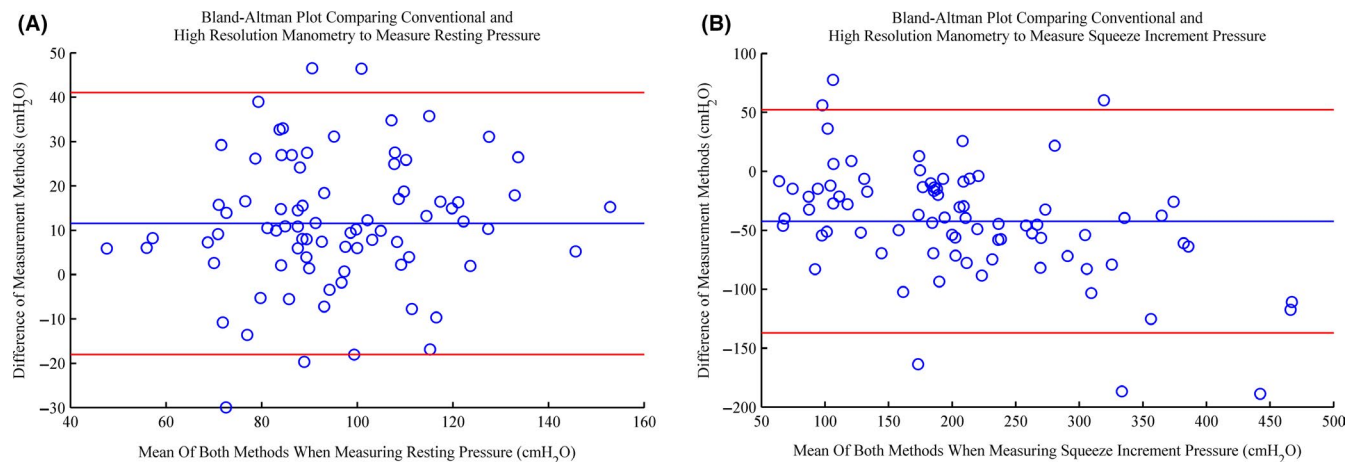 (A)
Bland-Altman Plot Comparing Conventional and
High Resolution Manometry to Measure Resting Pressure
Difference of Measurement Methods (cmH₂O)
50
40
30
20
10
0
−10
−20
−30
40 60 80 100 120 140 160
Mean Of Both Methods When Measuring Resting Pressure (cmH₂O)
(B)
Bland-Altman Plot Comparing Conventional and
High Resolution Manometry to Measure Squeeze Increment Pressure
Difference of Measurement Methods (cmH₂O)
100
50
0
−50
−100
−150
−200
50 100 150 200 250 300 350 400 450 500
Mean Of Both Methods When Measuring Squeeze Increment Pressure (cmH₂O)